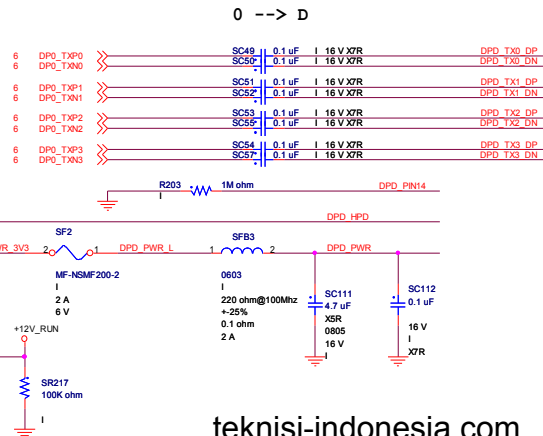 0 --> D
6 DP0_TXP0 SC49 0.1 uF I 16 V X7R DPD_TX0_DP
6 DP0_TXN0 SC50 0.1 uF I 16 V X7R DPD_TX0_DN
6 DP0_TXP1 SC51 0.1 uF I 16 V X7R DPD_TX1_DP
6 DP0_TXN1 SC52 0.1 uF I 16 V X7R DPD_TX1_DN
6 DP0_TXP2 SC53 0.1 uF I 16 V X7R DPD_TX2_DP
6 DP0_TXN2 SC55 0.1 uF I 16 V X7R DPD_TX2_DN
6 DP0_TXP3 SC54 0.1 uF I 16 V X7R DPD_TX3_DP
6 DP0_TXN3 SC57 0.1 uF I 16 V X7R DPD_TX3_DN
R203 1M ohm DPD_PIN14
I
DPD_HPD
SF2 SFB3
R_3V3 2 1 DPD_PWR_L 1 2 DPD_PWR
MF-NSMF200-2
I
2 A
6 V
0603
I
220 ohm@100Mhz
+-25%
0.1 ohm
2 A
SC111
4.7 uF
X5R
0805
16 V
I
SC112
0.1 uF
16 V
I
X7R
+12V_RUN
SR217
100K ohm
I
teknisi-indonesia.com